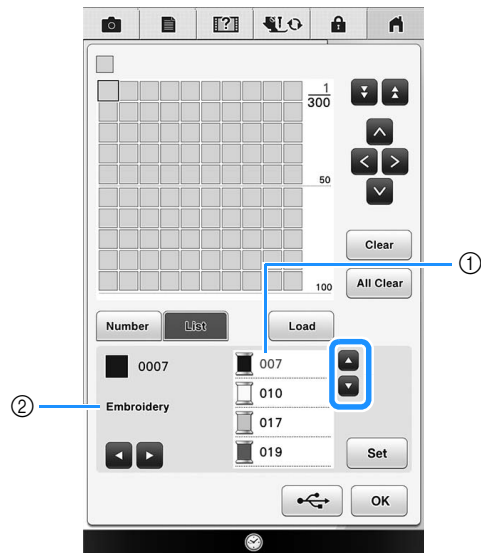 1
300
50
Clear
①
100
All Clear
Number
List
Load
0007
007
010
② Embroidery
017
019
Set
OK